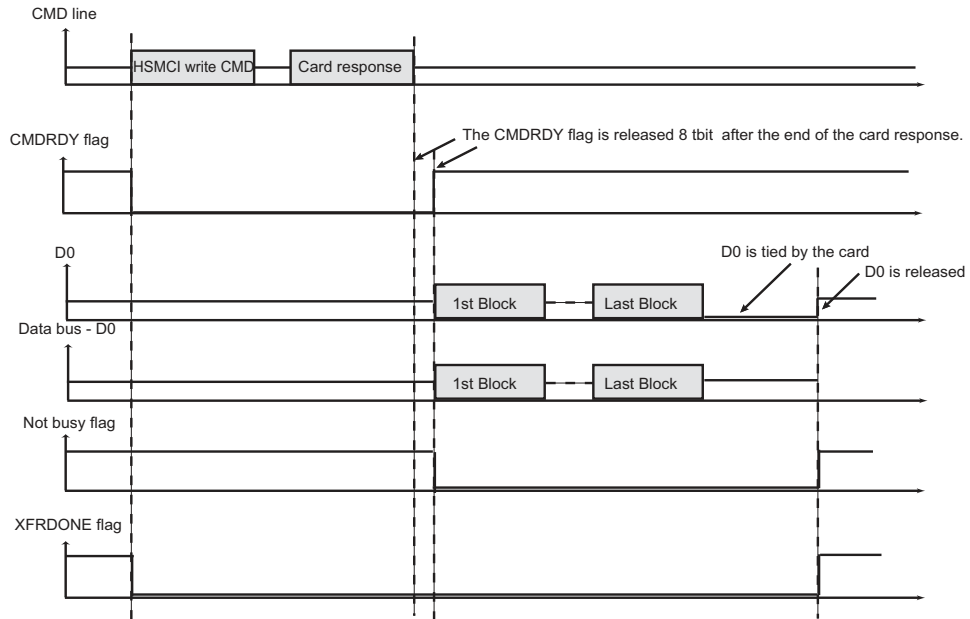 CMD line
HSMCI write CMD
Card response
CMDRDY flag
The CMDRDY flag is released 8 tbit after the end of the card response.
D0
D0 is tied by the card
D0 is released
1st Block
Last Block
Data bus - D0
1st Block
Last Block
Not busy flag
XFRDONE flag